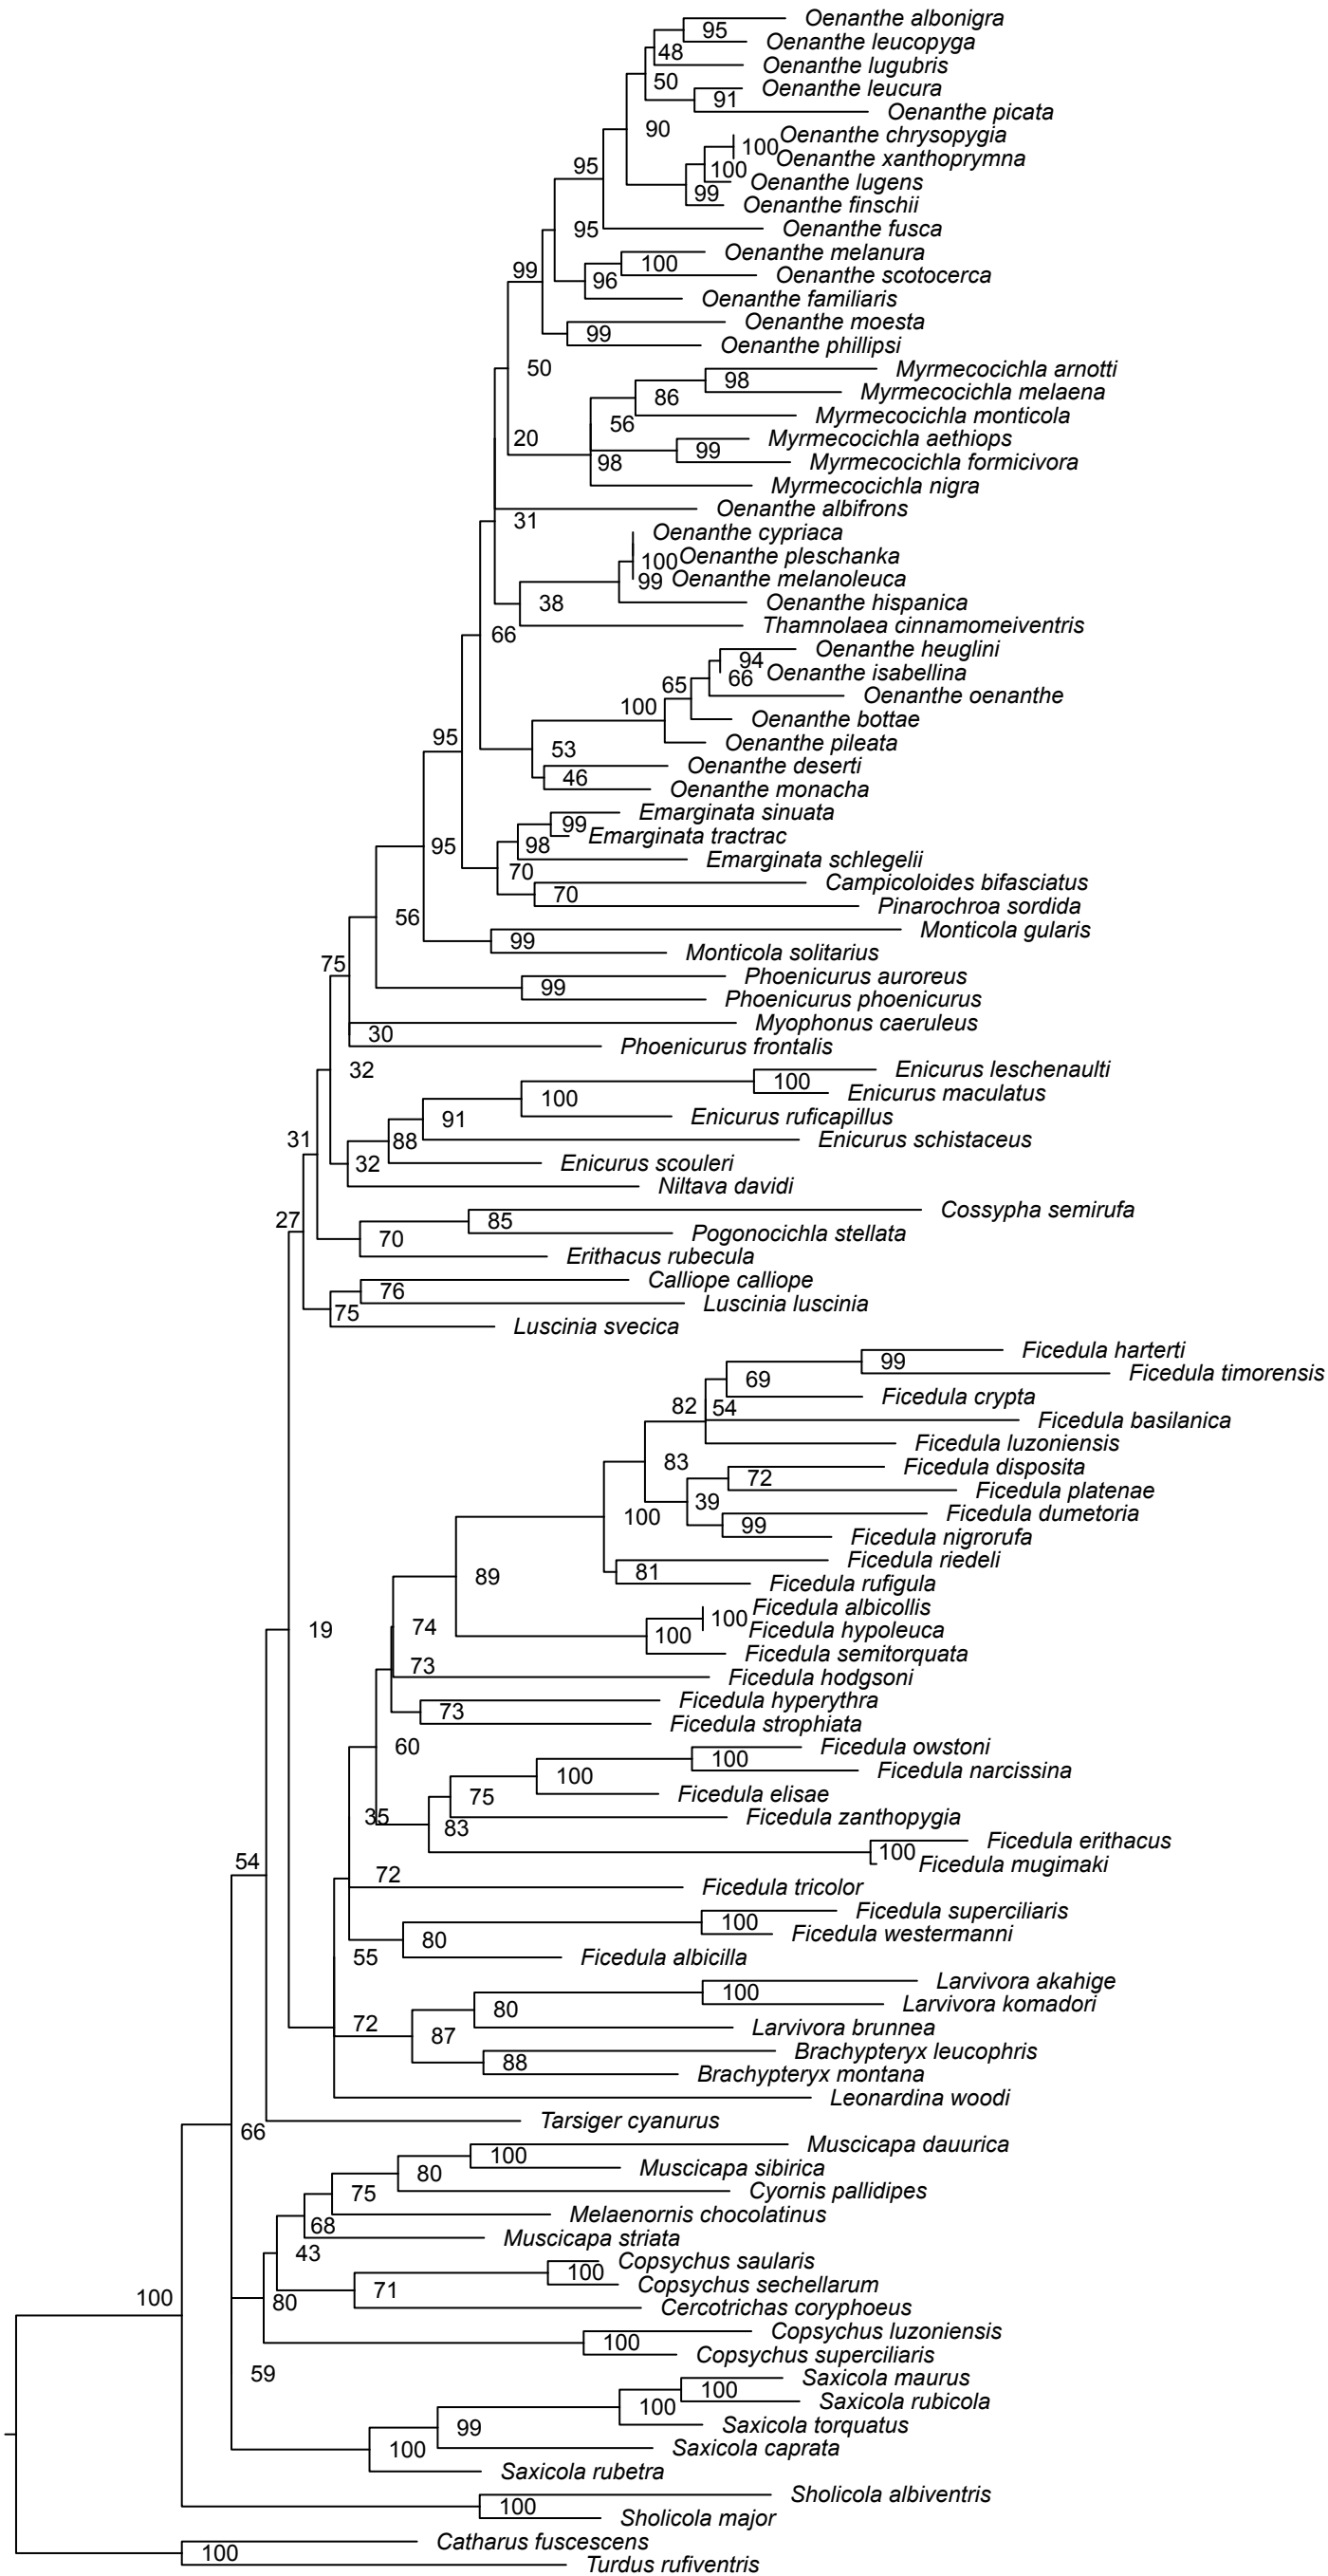 Oenanthe albonigra
95
Oenanthe leucopyga
48
Oenanthe lugubris
50
Oenanthe leucura
91
Oenanthe picata
90
Oenanthe chrysopygia
100
Oenanthe xanthoprymna
95
100
Oenanthe lugens
99
Oenanthe finschii
95
Oenanthe fusca
Oenanthe melanura
100
99
Oenanthe scotocerca
96
Oenanthe familiaris
Oenanthe moesta
99
Oenanthe phillipsi
50
Myrmecocichla arnotti
98
Myrmecocichla melaena
86
Myrmecocichla monticola
56
20
Myrmecocichla aethiops
99
Myrmecocichla formicivora
98
Myrmecocichla nigra
Oenanthe albifrons
31
Oenanthe cypriaca
Oenanthe pleschanka
100
Oenanthe melanoleuca
99
Oenanthe hispanica
38
Thamnolaea cinnamomeiventris
66
Oenanthe heuglini
94
Oenanthe isabellina
66
65
Oenanthe oenanthe
100
Oenanthe bottae
95
Oenanthe pileata
53
Oenanthe deserti
46
Oenanthe monacha
Emarginata sinuata
99
Emarginata tractrac
95
98
Emarginata schlegelii
70
Campicoloides bifasciatus
70
Pinarochroa sordida
56
Monticola gularis
99
Monticola solitarius
75
Phoenicurus auroreus
99
Phoenicurus phoenicurus
Myophonus caeruleus
30
Phoenicurus frontalis
32
Enicurus leschenaulti
100
Enicurus maculatus
100
Enicurus ruficapillus
91
31
88
Enicurus schistaceus
32
Enicurus scouleri
Niltava davidi
27
Cossypha semirufa
85
Pogonocichla stellata
70
Erithacus rubecula
Calliope calliope
76
Luscinia luscinia
75
Luscinia svecica
Ficedula harterti
99
Ficedula timorensis
69
Ficedula crypta
82
54
Ficedula basilanica
Ficedula luzoniensis
83
Ficedula disposita
72
Ficedula platenae
39
Ficedula dumetoria
100
99
Ficedula nigrorufa
Ficedula riedeli
81
89
Ficedula rufigula
Ficedula albicollis
100
Ficedula hypoleuca
19
74
100
Ficedula semitorquata
73
Ficedula hodgsoni
Ficedula hyperythra
73
Ficedula strophiata
60
Ficedula owstoni
100
Ficedula narcissina
100
Ficedula elisae
75
35
Ficedula zanthopygia
83
Ficedula erithacus
100
Ficedula mugimaki
54
72
Ficedula tricolor
Ficedula superciliaris
100
Ficedula westermanni
80
55
Ficedula albicilla
Larvivora akahige
100
Larvivora komadori
80
72
Larvivora brunnea
87
Brachypteryx leucophris
88
Brachypteryx montana
Leonardina woodi
Tarsiger cyanurus
66
Muscicapa dauurica
100
Muscicapa sibirica
80
Cyornis pallidipes
75
Melaenornis chocolatinus
68
Muscicapa striata
43
Copsychus saularis
100
Copsychus sechellarum
71
100
80
Cercotrichas coryphoeus
Copsychus luzoniensis
100
Copsychus superciliaris
59
Saxicola maurus
100
Saxicola rubicola
100
Saxicola torquatus
99
Saxicola caprata
100
Saxicola rubetra
Sholicola albiventris
100
Sholicola major
Catharus fuscescens
100
Turdus rufiventris